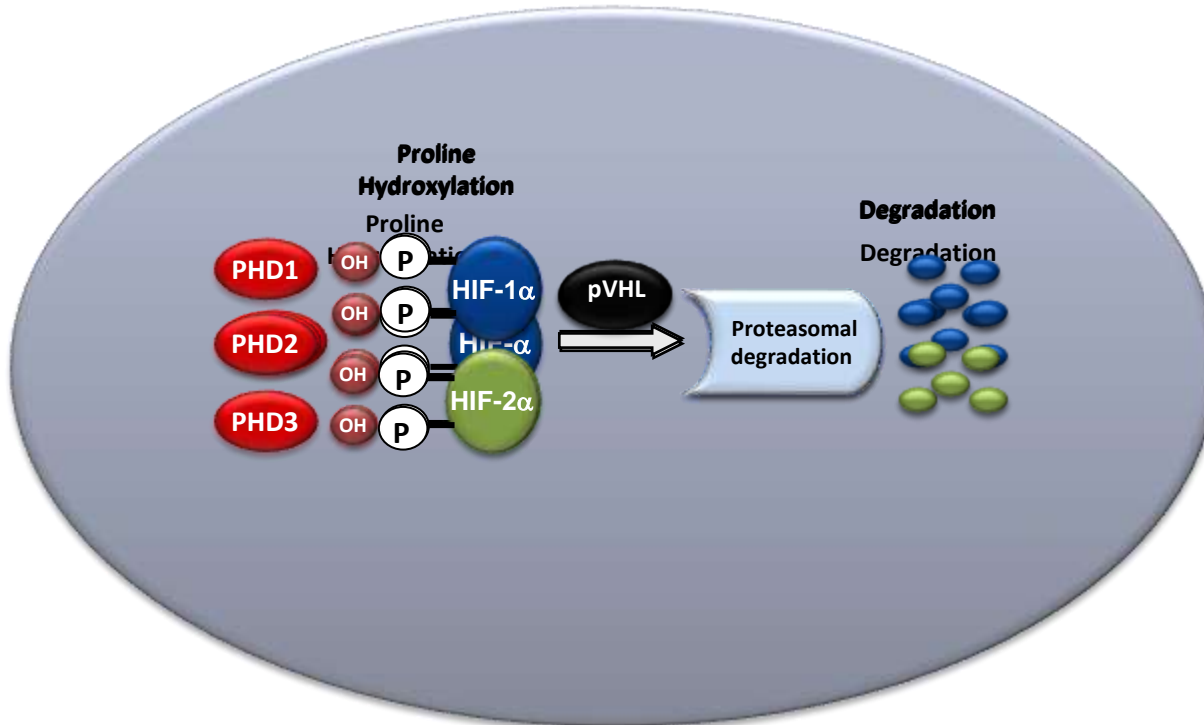 Proline
Hydroxylation
Proline
Degradation
Degradation
PHD1
OH
P
HIF-1α
pVHL
OH
P
PHD2
HIF-α
Proteasomal
degradation
OH
P
HIF-2α
PHD3
OH
P